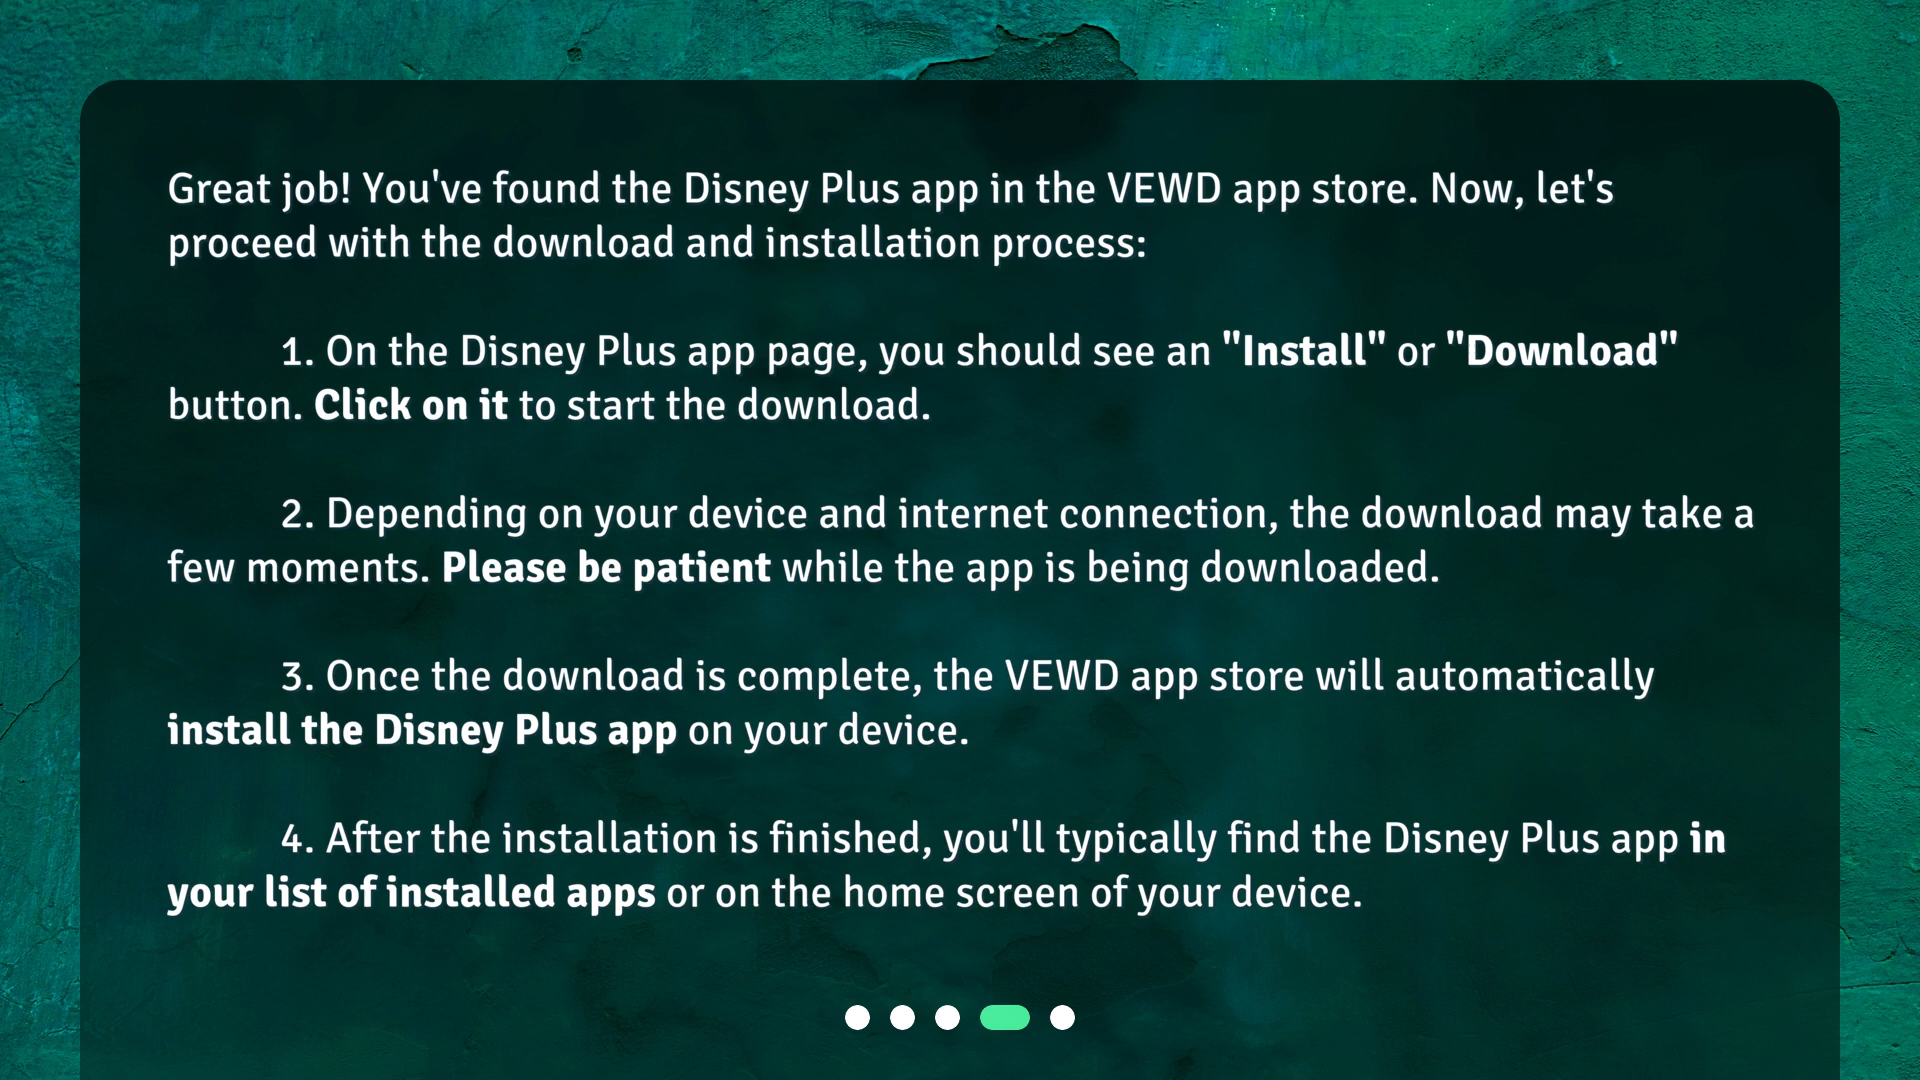 Great job! You've found the Disney Plus app in the VEWD app store. Now, let's
proceed with the download and installation process:
1. On the Disney Plus app page, you should see an "Install" or "Download"
button. Click on it to start the download.
2. Depending on your device and internet connection, the download may take a
few moments. Please be patient while the app is being downloaded.
3. Once the download is complete, the VEWD app store will automatically
install the Disney Plus app on your device.
4. After the installation is finished, you'll typically find the Disney Plus app in
your list of installed apps or on the home screen of your device.